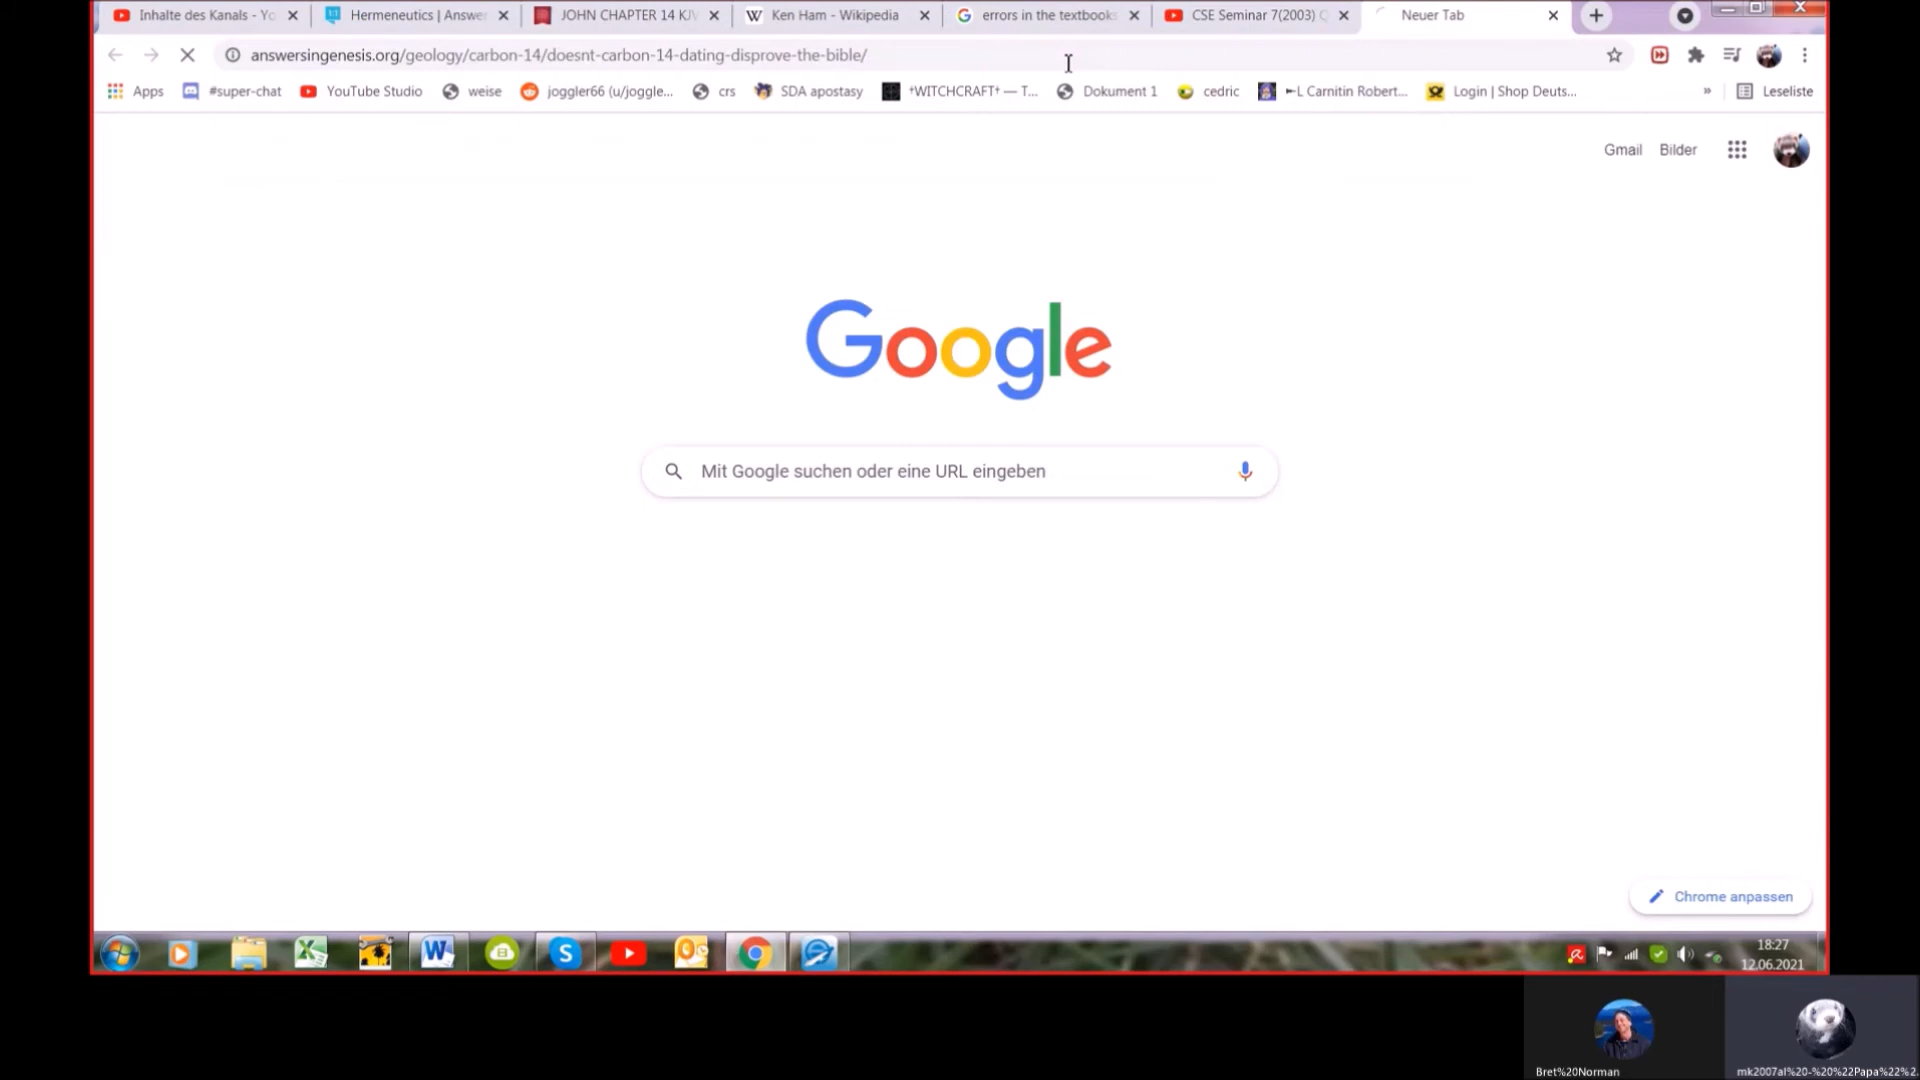 Inhalte des Kanals - Yo
Hermeneutics | Answer
JOHN CHAPTER 14 KJV
Ken Ham - Wikipedia
errors in the textbooks
CSE Seminar 7(2003) Q
Neuer Tab
answersingenesis.org/geology/carbon-14/doesnt-carbon-14-dating-disprove-the-bible/
Apps
#super-chat
YouTube Studio
weise
joggler66 (u/joggle...
crs
SDA apostasy
†WITCHCRAFT† — T...
Dokument 1
cedric
►L Carnitin Robert...
Login | Shop Deuts...
»
Leseliste
Gmail
Bilder
Google
Mit Google suchen oder eine URL eingeben
Chrome anpassen
18:27
12.06.2021
Bret%20Norman
mk2007al%20-%20%22Papa%22%2...